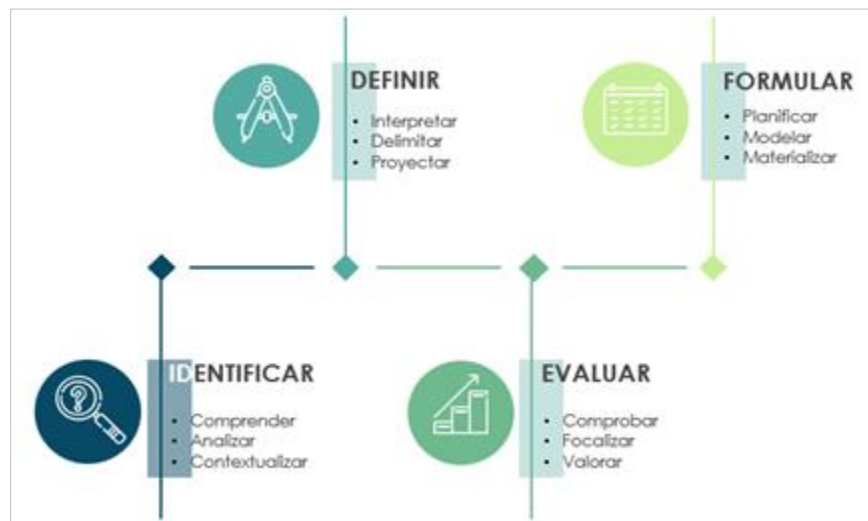 DEFINIR
• Interpretar
• Delimitar
• Proyectar
FORMULAR
• Planificar
• Modelar
• Materializar
IDENTIFICAR
• Comprender
• Analizar
• Contextualizar
EVALUAR
• Comprobar
• Focalizar
• Valorar